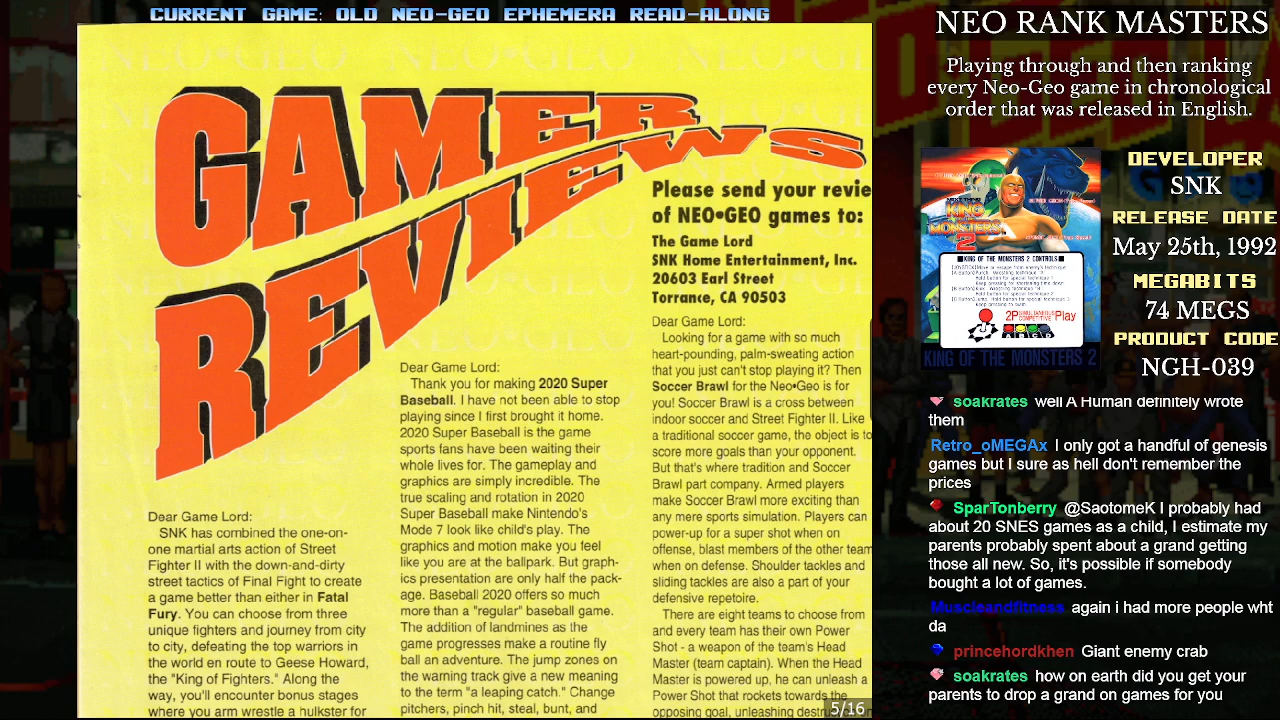 CURRENT GAME: OLD NEO-GEO EPHEMERA READ-ALONG
GAMER
REVIEWS
Please send your revie
of NEO•GEO games to:
The Game Lord
SNK Home Entertainment, Inc.
20603 Earl Street
Torrance, CA 90503
Dear Game Lord:
SNK has combined the one-on-
one martial arts action of Street
Fighter II with the down-and-dirty
street tactics of Final Fight to create
a game better than either in Fatal
Fury. You can choose from three
unique fighters and journey from city
to city, defeating the top warriors in
the world en route to Geese Howard,
the "King of Fighters." Along the
way, you'll encounter bonus stages
where you arm wrestle a hulkster for
Dear Game Lord:
Thank you for making 2020 Super
Baseball. I have not been able to stop
playing since I first brought it home.
2020 Super Baseball is the game
sports fans have been waiting their
whole lives for. The gameplay and
graphics are simply incredible. The
true scaling and rotation in 2020
Super Baseball make Nintendo's
Mode 7 look like child's play. The
graphics and motion make you feel
like you are at the ballpark. But graph-
ics presentation are only half the pack-
age. Baseball 2020 offers so much
more than a "regular" baseball game.
The addition of landmines as the
game progresses make a routine fly
ball an adventure. The jump zones on
the warning track give a new meaning
to the term "a leaping catch." Change
pitchers, pinch hit, steal, bunt, and
Dear Game Lord:
Looking for a game with so much
heart-pounding, palm-sweating action
that you just can't stop playing it? Then
Soccer Brawl for the Neo•Geo is for
you! Soccer Brawl is a cross between
indoor soccer and Street Fighter II. Like
a traditional soccer game, the object is to
score more goals than your opponent.
But that's where tradition and Soccer
Brawl part company. Armed players
make Soccer Brawl more exciting than
any mere sports simulation. Players can
power-up for a super shot when on
offense, blast members of the other team
when on defense. Shoulder tackles and
sliding tackles are also a part of your
defensive repetoire.
There are eight teams to choose from
and every team has their own Power
Shot - a weapon of the team's Head
Master (team captain). When the Head
Master is powered up, he can unleash a
Power Shot that rockets towards the
opposing goal, unleashing
5/16
NEO RANK MASTERS
Playing through and then ranking
every Neo-Geo game in chronological
order that was released in English.
KING OF THE MONSTERS 2
KING OF THE MONSTERS 2 CONTROLS
2P SIMULTANEOUS COMPETITIVE Play
A B C D
KING OF THE MONSTERS 2
DEVELOPER
SNK
RELEASE DATE
May 25th, 1992
MEGABITS
74 MEGS
PRODUCT CODE
NGH-039
soakrates well A Human definitely wrote
them
Retro_oMEGAx I only got a handful of genesis
games but I sure as hell don't remember the
prices
SparTonberry @SaotomeK I probably had
about 20 SNES games as a child, I estimate my
parents probably spent about a grand getting
those all new. So, it's possible if somebody
bought a lot of games.
Muscleandfitness again i had more people wht
da
princehordkhen Giant enemy crab
soakrates how on earth did you get your
parents to drop a grand on games for you